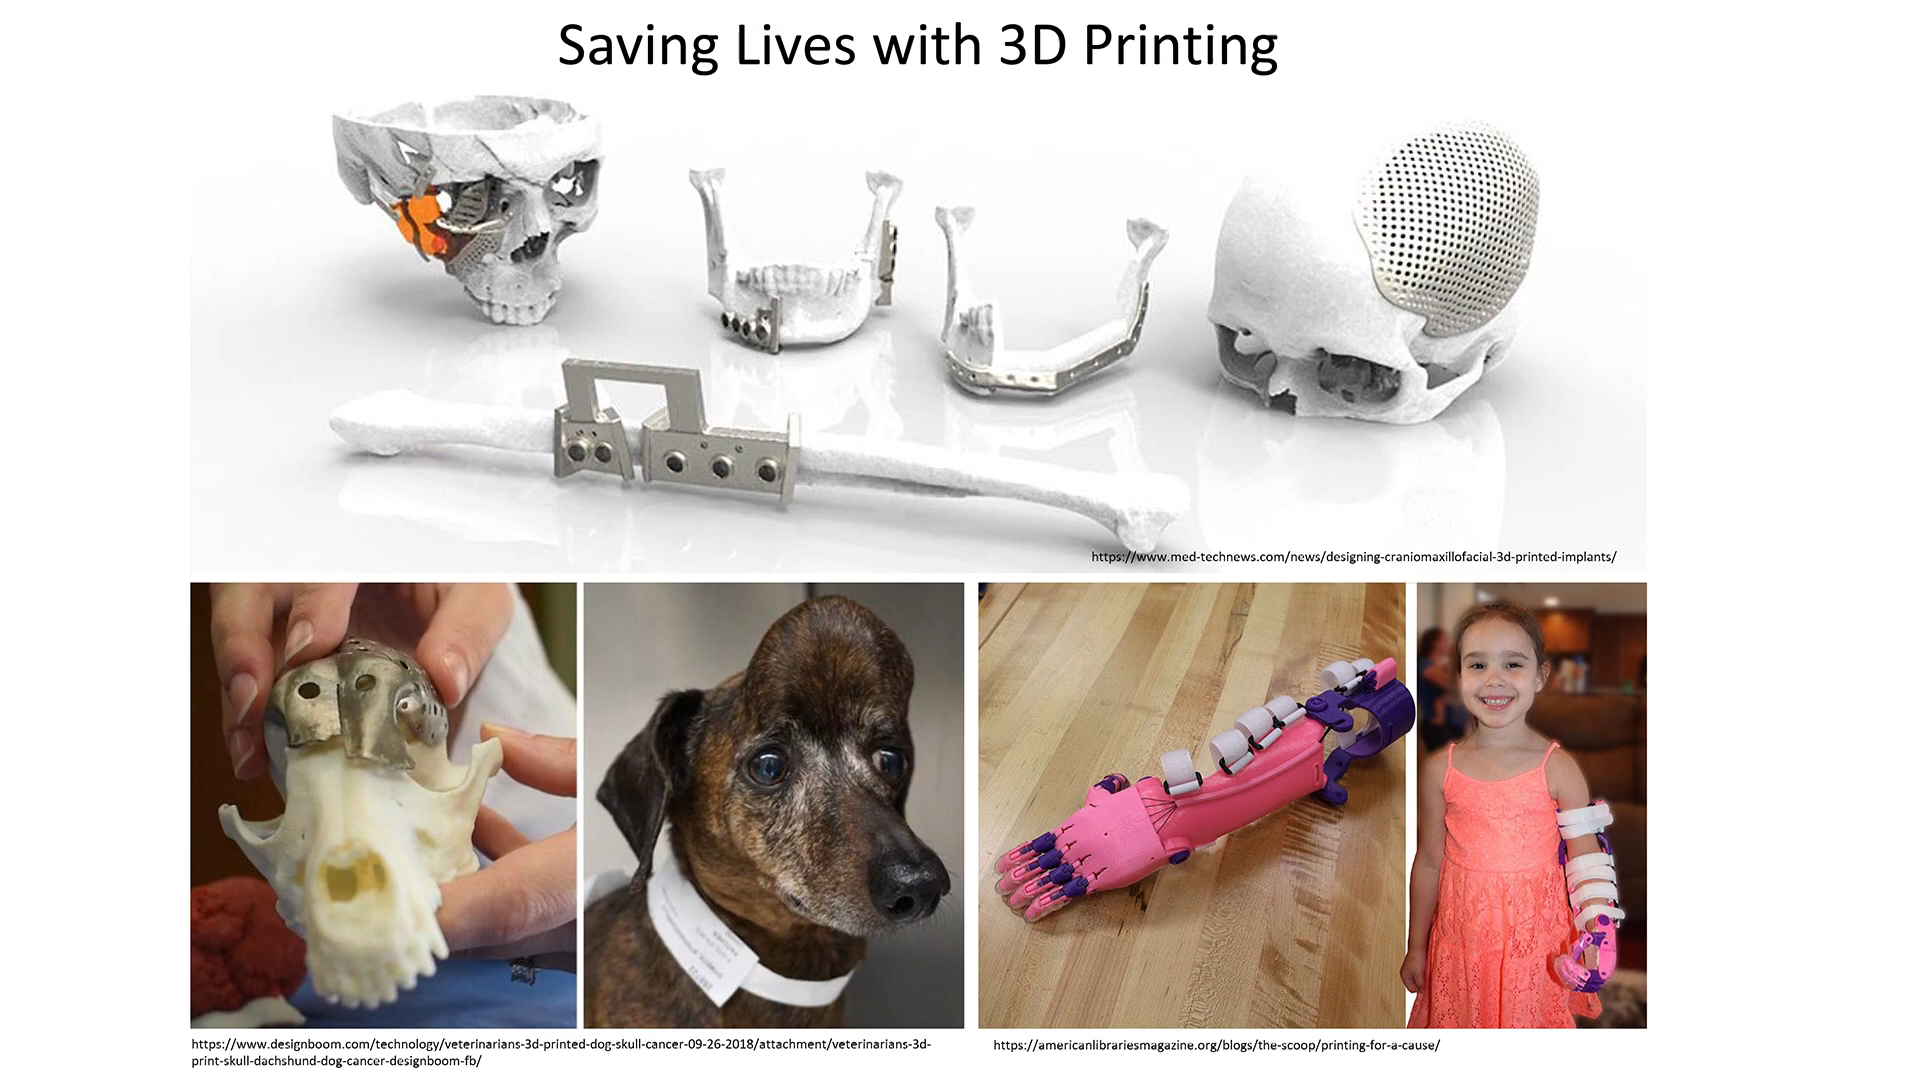 Saving Lives with 3D Printing
https://www.med-technews.com/news/designing-craniomaxillofacial-3d-printed-implants/
https://www.designboom.com/technology/veterinarians-3d-printed-dog-skull-cancer-09-26-2018/attachment/veterinarians-3d-
print-skull-dachshund-dog-cancer-designboom-fb/
https://americanlibrariesmagazine.org/blogs/the-scoop/printing-for-a-cause/